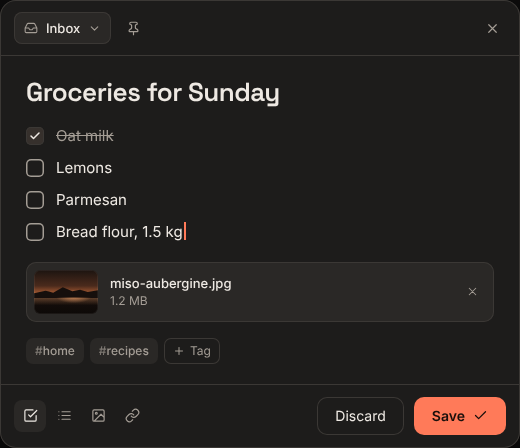 Inbox
Groceries for Sunday
Oat milk
Lemons
Parmesan
Bread flour, 1.5 kg
miso-aubergine.jpg
1.2 MB
#home #recipes + Tag
Discard Save